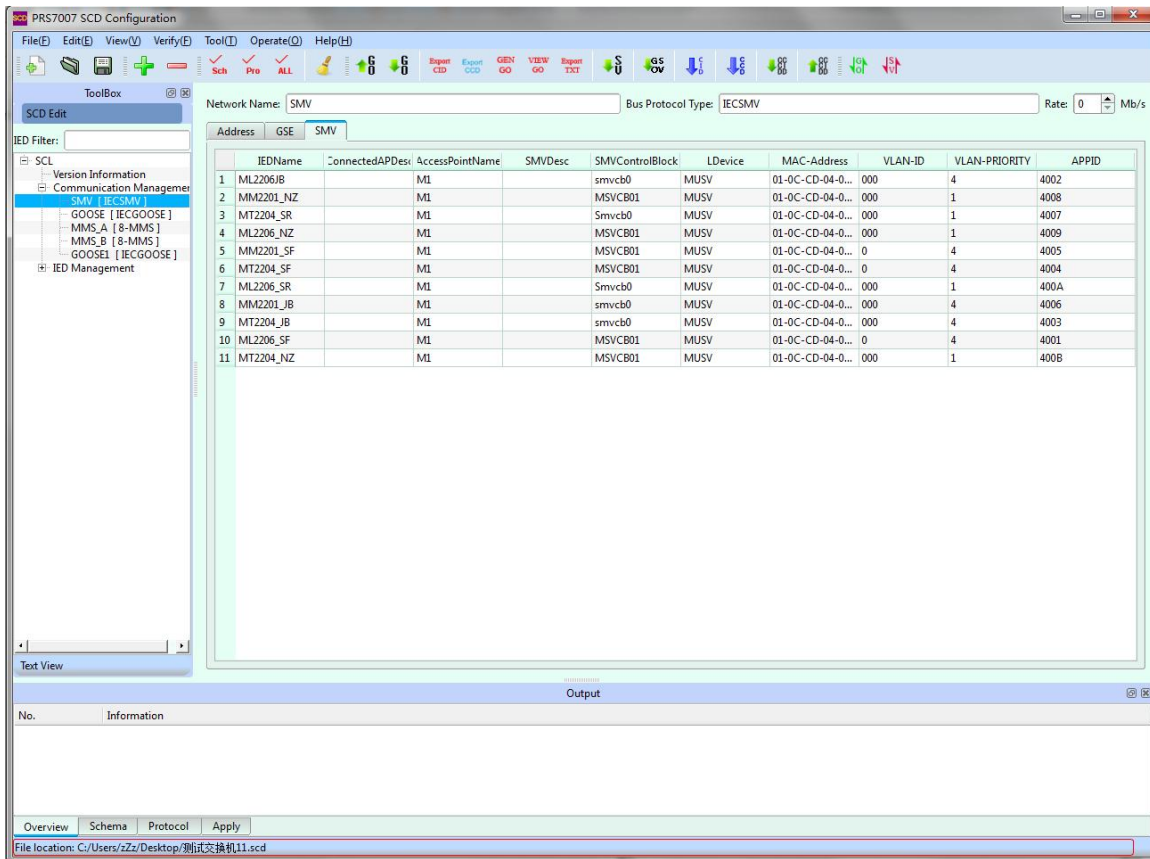 SCD PRS7007 SCD Configuration
File(F) Edit(E) View(V) Verify(F) Tool(T) Operate(O) Help(H)
Sch Pro ALL Export CID Export CCD GEN GO VIEW GO Export TXT
ToolBox
SCD Edit
IED Filter:
SCL
Version Information
Communication Managemer
SMV [ IECSMV ]
GOOSE [ IECGOOSE ]
MMS_A [ 8-MMS ]
MMS_B [ 8-MMS ]
GOOSE1 [ IECGOOSE ]
IED Management
Text View
Network Name: SMV Bus Protocol Type: IECSMV Rate: 0 Mb/s
Address GSE SMV
IEDName ConnectedAPDesc AccessPointName SMVDesc SMVControlBlock LDevice MAC-Address VLAN-ID VLAN-PRIORITY APPID
1 ML2206JB M1 smvcb0 MUSV 01-0C-CD-04-0... 000 4 4002
2 MM2201_NZ M1 MSVCB01 MUSV 01-0C-CD-04-0... 000 1 4008
3 MT2204_SR M1 Smvcb0 MUSV 01-0C-CD-04-0... 000 1 4007
4 ML2206_NZ M1 MSVCB01 MUSV 01-0C-CD-04-0... 000 1 4009
5 MM2201_SF M1 MSVCB01 MUSV 01-0C-CD-04-0... 0 4 4005
6 MT2204_SF M1 MSVCB01 MUSV 01-0C-CD-04-0... 0 4 4004
7 ML2206_SR M1 Smvcb0 MUSV 01-0C-CD-04-0... 000 1 400A
8 MM2201_JB M1 smvcb0 MUSV 01-0C-CD-04-0... 000 4 4006
9 MT2204_JB M1 smvcb0 MUSV 01-0C-CD-04-0... 000 4 4003
10 ML2206_SF M1 MSVCB01 MUSV 01-0C-CD-04-0... 0 4 4001
11 MT2204_NZ M1 MSVCB01 MUSV 01-0C-CD-04-0... 000 1 400B
Output
No. Information
Overview Schema Protocol Apply
File location: C:/Users/zZz/Desktop/测试交换机11.scd